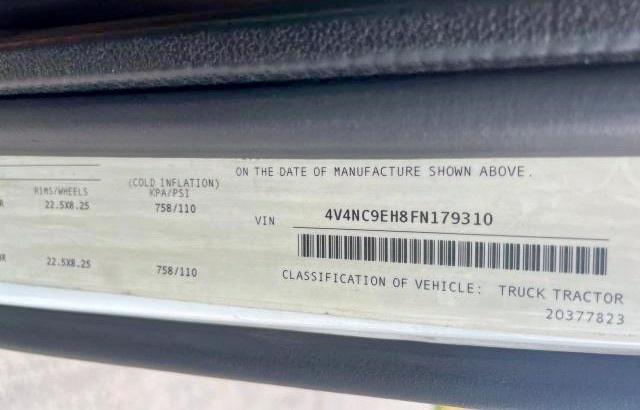 ON THE DATE OF MANUFACTURE SHOWN ABOVE.
RIMS/WHEELS
(COLD INFLATION)
KPA/PSI
22.5X8.25
758/110
VIN 4V4NC9EH8FN179310
22.5X8.25
758/110
CLASSIFICATION OF VEHICLE: TRUCK TRACTOR
20377823